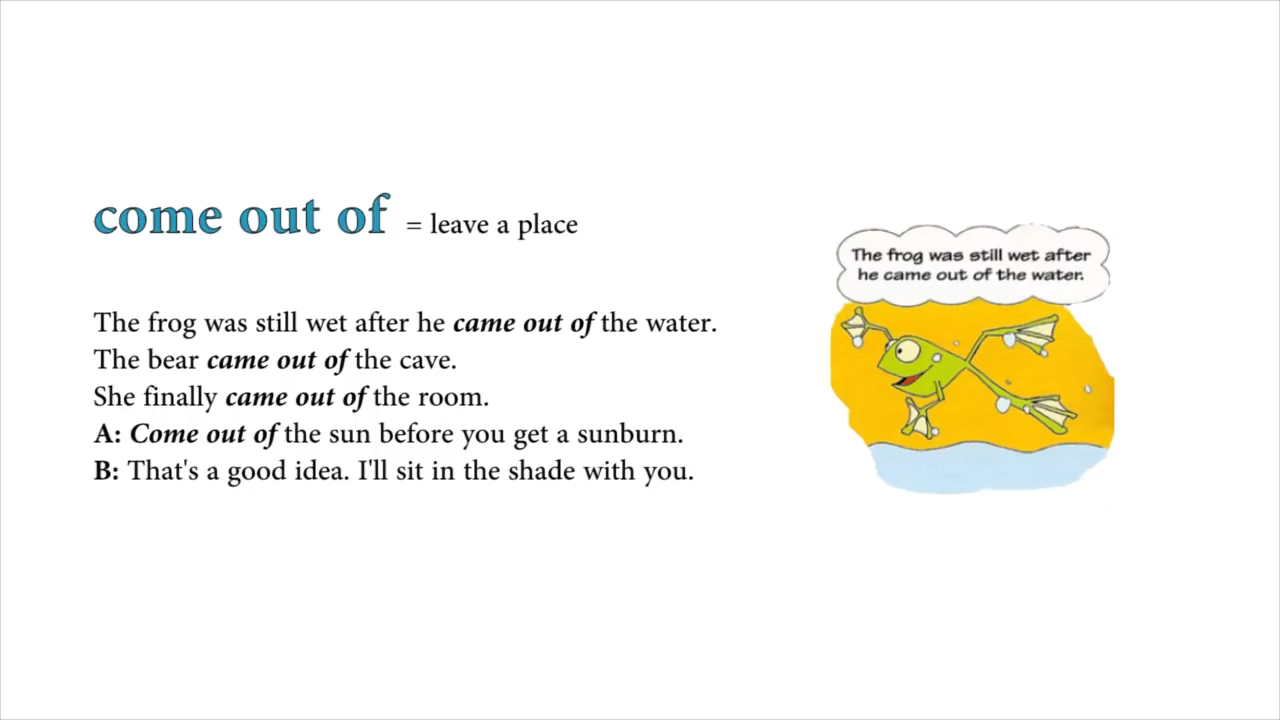 come out of = leave a place
The frog was still wet after he came out of the water.
The bear came out of the cave.
She finally came out of the room.
A: Come out of the sun before you get a sunburn.
B: That's a good idea. I'll sit in the shade with you.
The frog was still wet after
he came out of the water.